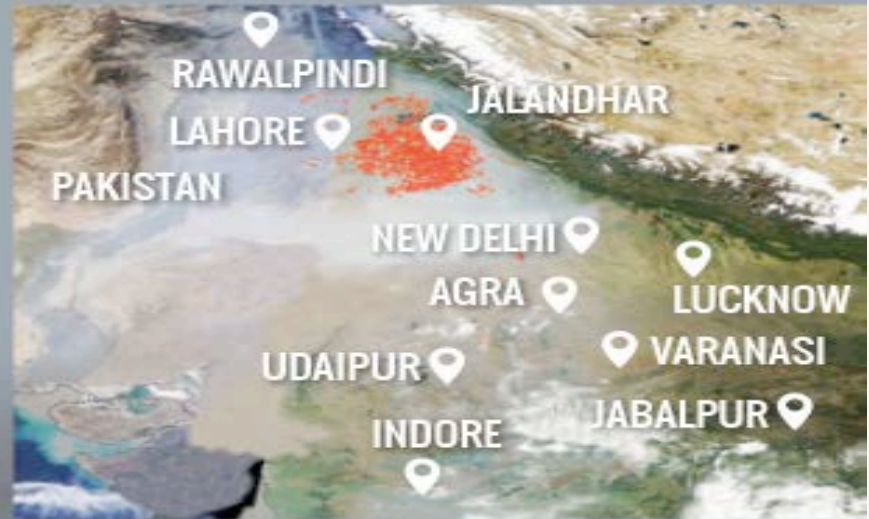 RAWALPINDI
JALANDHAR
LAHORE
PAKISTAN
NEW DELHI
AGRA
LUCKNOW
VARANASI
UDAIPUR
JABALPUR
INDORE